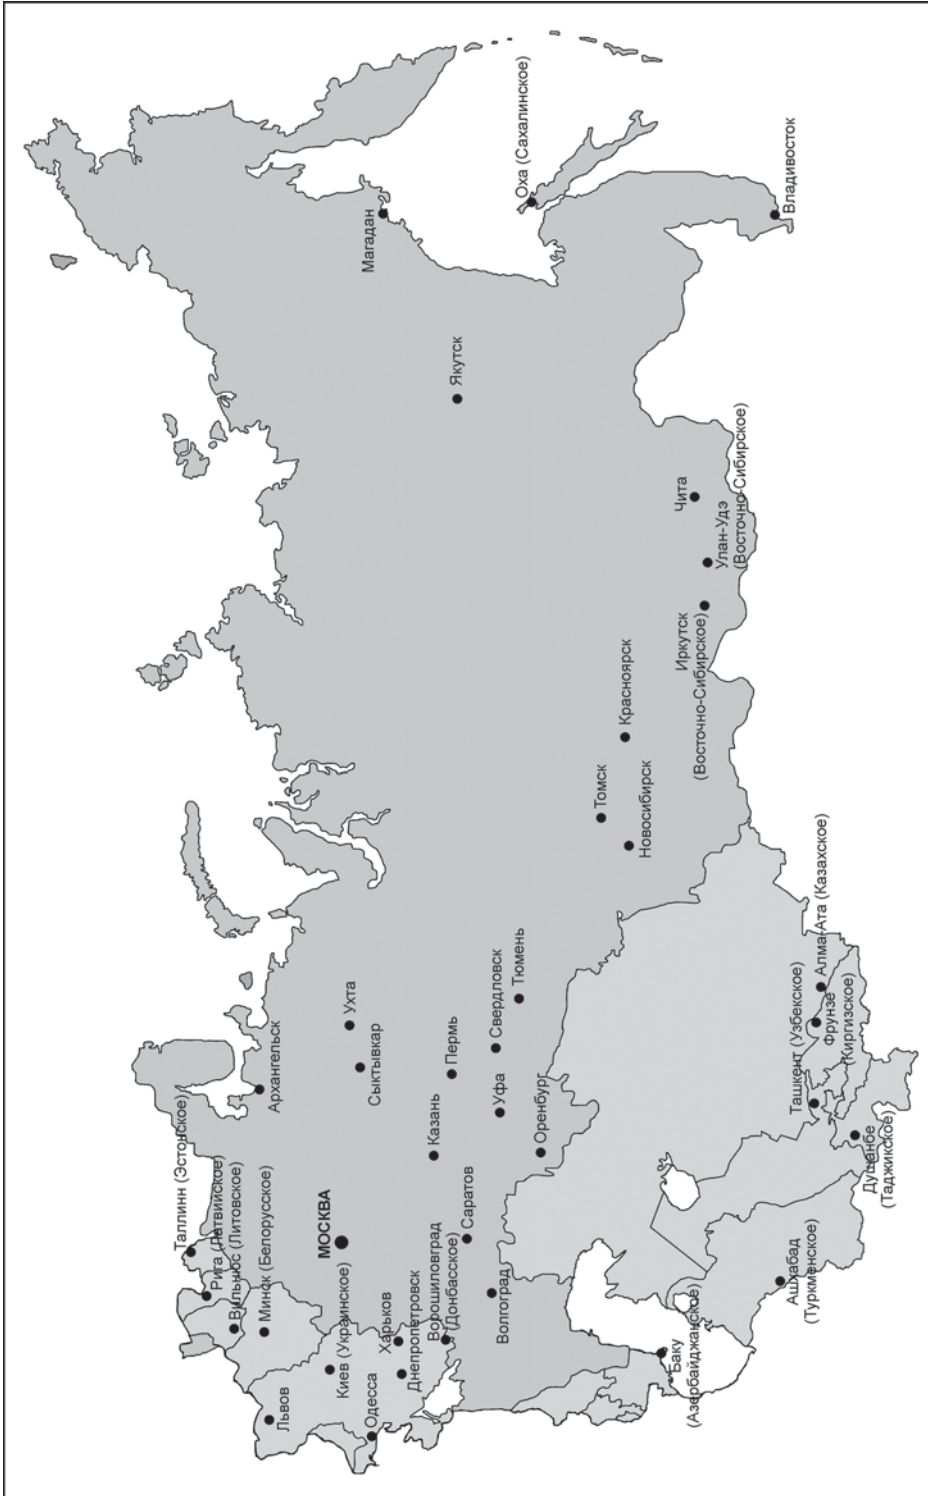 Таллинн (Эстонское)
Рига (Латвийское)
Вильнюс (Литовское)
Минск (Белорусское)
Львов
Киев (Украинское)
Одесса
Харьков
Днепропетровск
Ворошиловград
(Донбасское)
МОСКВА
Архангельск
Ухта
Сыктывкар
Казань
Пермь
Саратов
Волгоград
Уфа
Свердловск
Тюмень
Оренбург
Баку
(Азербайджанское)
Ашхабад
(Туркменское)
Душанбе
(Таджикское)
Ташкент (Узбекское)
Фрунзе
(Киргизское)
Алма-Ата (Казахское)
Томск
Новосибирск
Красноярск
Иркутск
(Восточно-Сибирское)
Улан-Удэ
(Восточно-Сибирское)
Чита
Якутск
Магадан
Оха (Сахалинское)
Владивосток